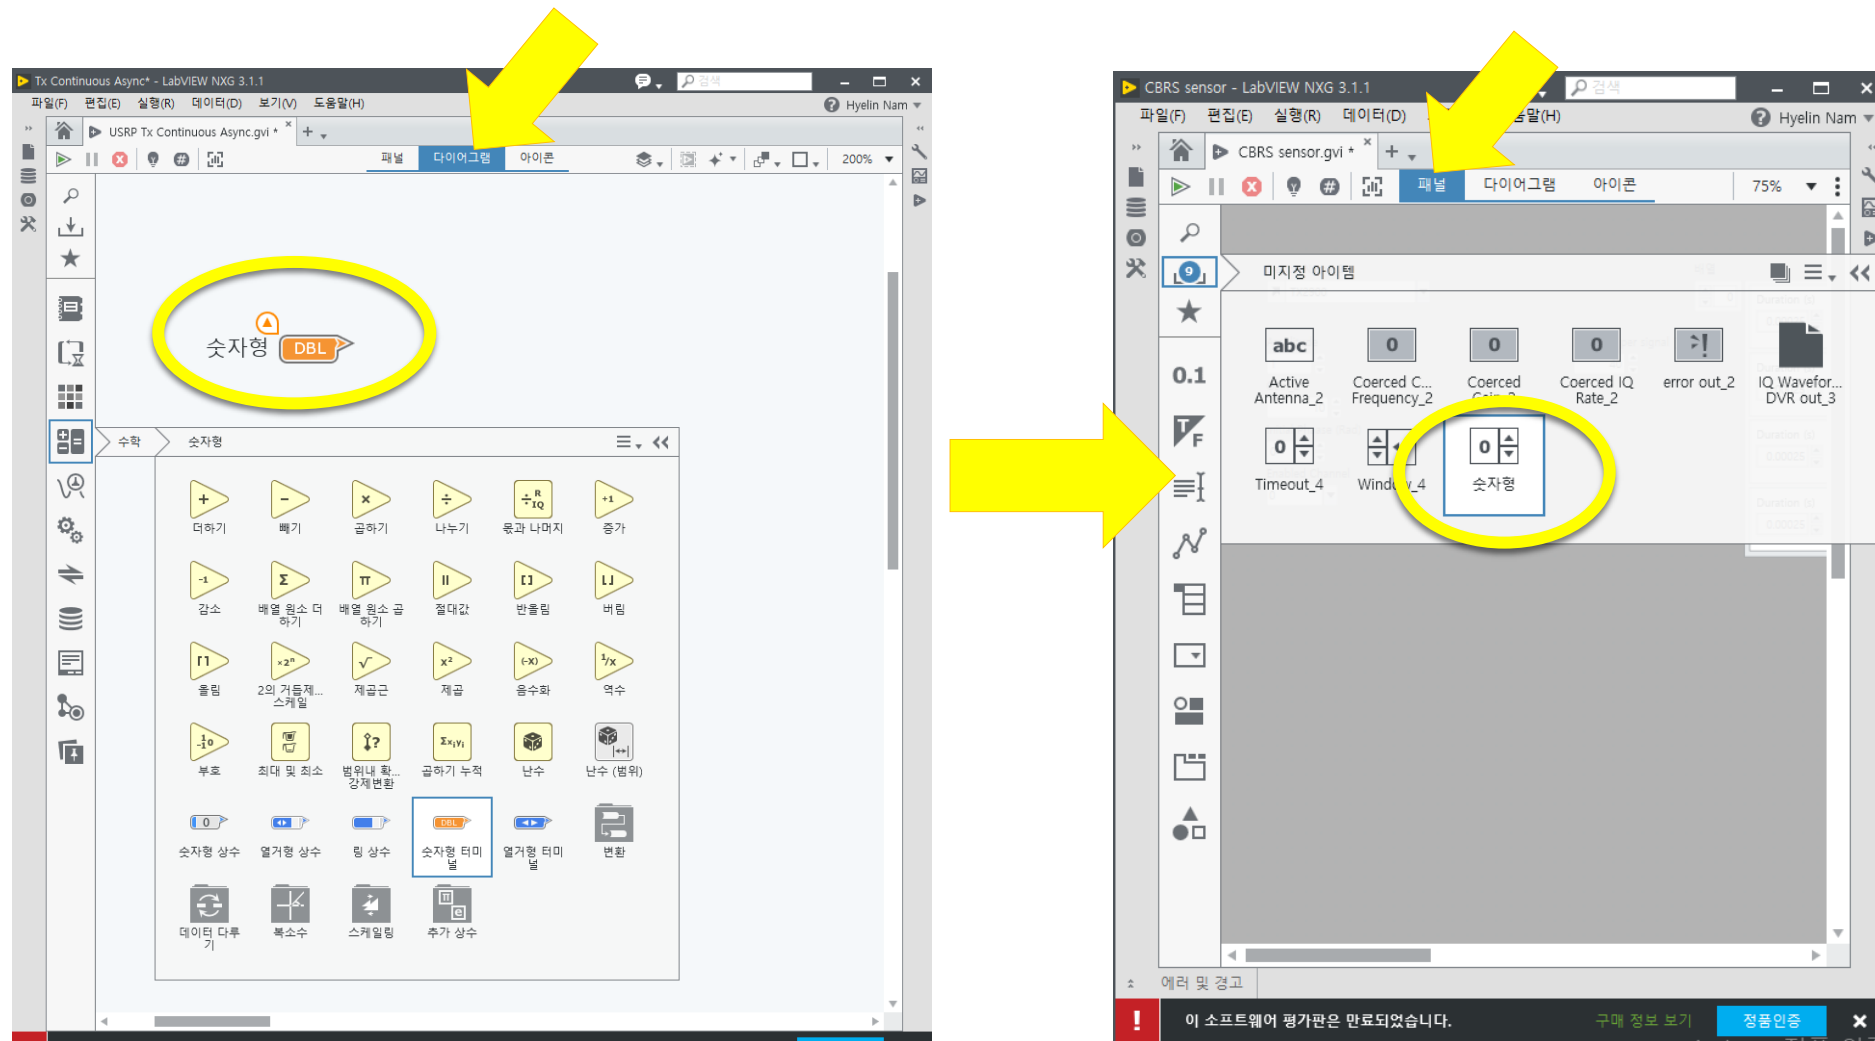 Tx Continuous Async* - LabVIEW NXG 3.1.1
검색
파일(F) 편집(E) 실행(R) 데이터(D) 보기(V) 도움말(H)
Hyelin Nam
USRP Tx Continuous Async.gvi *
패널 다이어그램 아이콘
200%
숫자형 DBL
수학 숫자형
더하기 빼기 곱하기 나누기 몫과 나머지 증가
감소 배열 원소 더하기 배열 원소 곱하기 절대값 반올림 버림
올림 2의 거듭제... 스케일 제곱근 제곱 음수화 역수
부호 최대 및 최소 범위내 확... 강제변환 곱하기 누적 난수 난수 (범위)
숫자형 상수 열거형 상수 링 상수 숫자형 터미널 열거형 터미널 변환
데이터 다루기 복소수 스케일링 추가 상수
CBRS sensor - LabVIEW NXG 3.1.1
검색
파일(F) 편집(E) 실행(R) 데이터(D) 움말(H)
Hyelin Nam
CBRS sensor.gvi *
패널 다이어그램 아이콘
75%
9 미지정 아이템
abc 0 0 0
Active Antenna_2 Coerced C... Frequency_2 Coerced Gain_2 Coerced IQ Rate_2 error out_2 IQ Wavefor... DVR out_3
0.1
T F
0 0
Timeout_4 Window_4 숫자형
에러 및 경고
이 소프트웨어 평가판은 만료되었습니다.
구매 정보 보기 정품인증